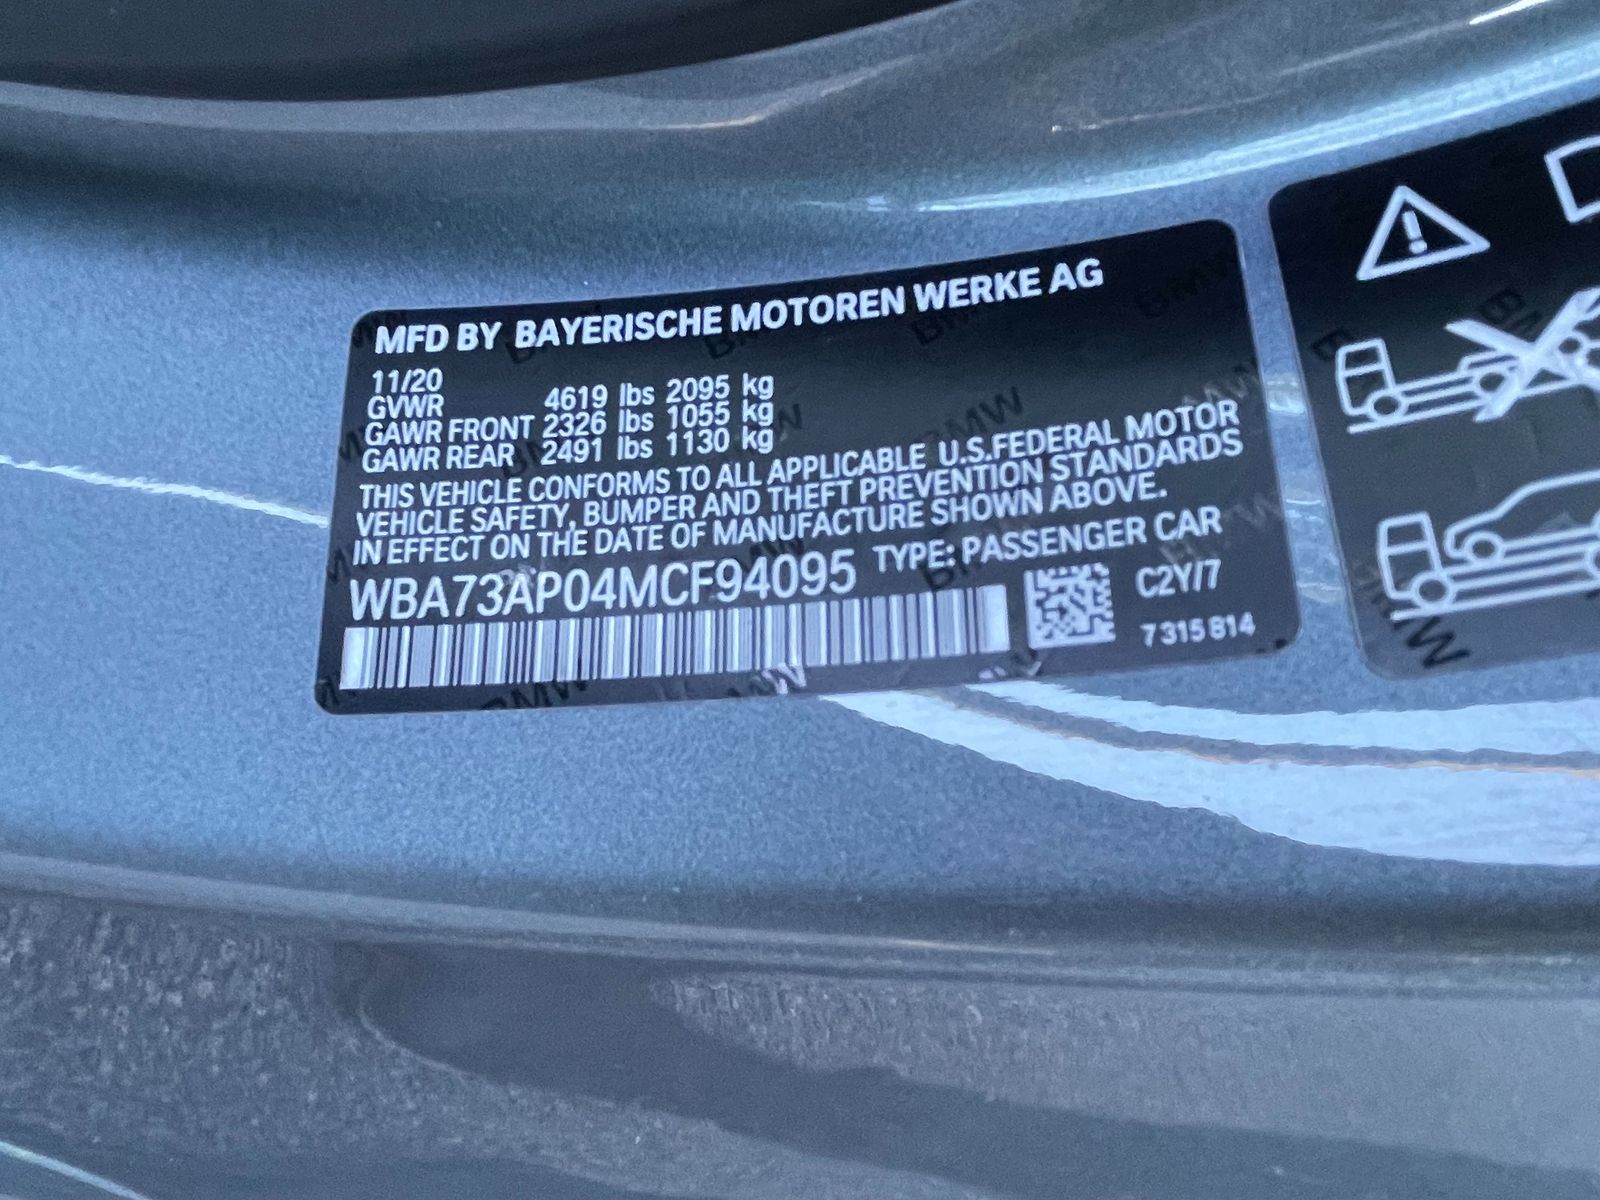 MFD BY BAYERISCHE MOTOREN WERKE AG
11/20
GVWR 4619 lbs 2095 kg
GAWR FRONT 2326 lbs 1055 kg
GAWR REAR 2491 lbs 1130 kg
THIS VEHICLE CONFORMS TO ALL APPLICABLE U.S.FEDERAL MOTOR
VEHICLE SAFETY, BUMPER AND THEFT PREVENTION STANDARDS
IN EFFECT ON THE DATE OF MANUFACTURE SHOWN ABOVE.
WBA73AP04MCF94095 TYPE: PASSENGER CAR
C2Y/7
7 315 814